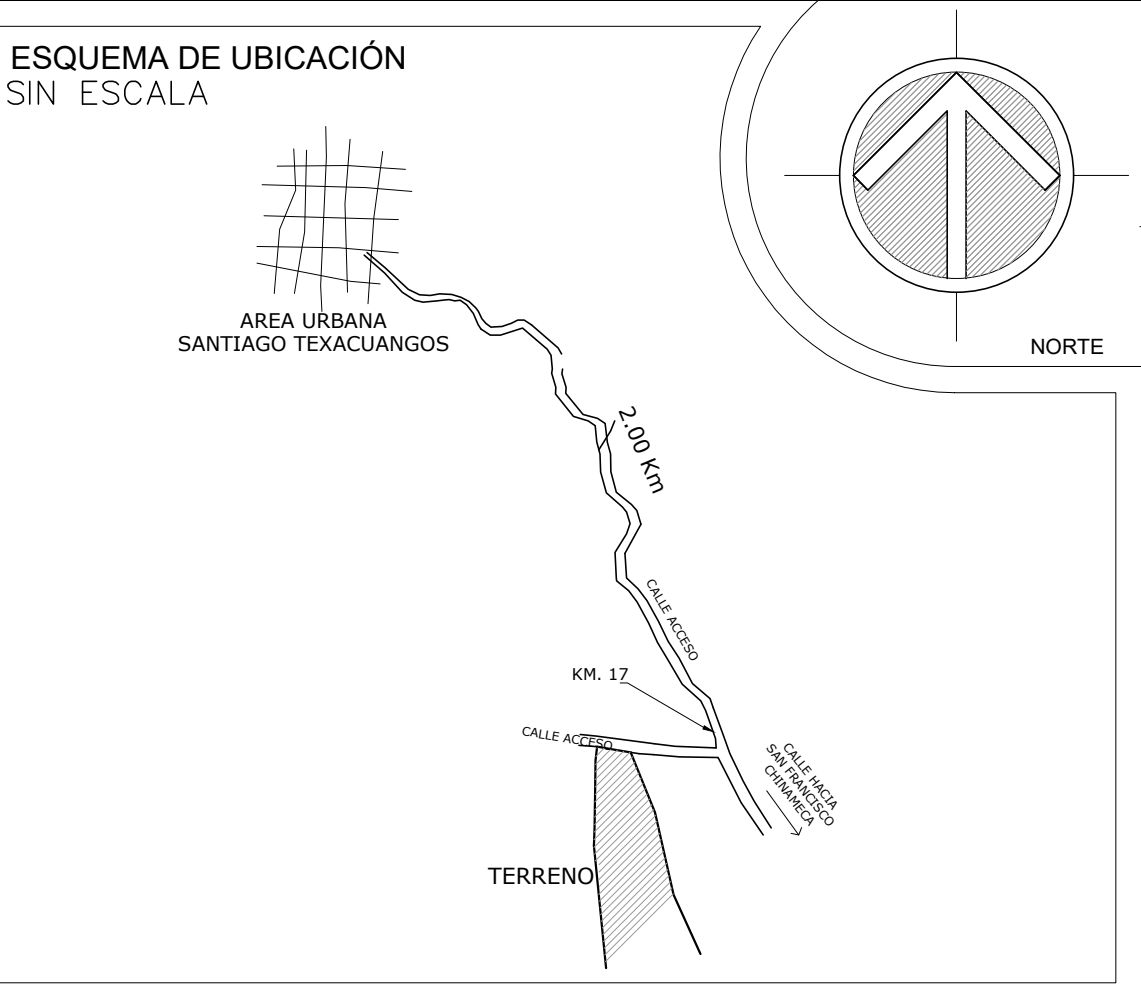 ESQUEMA DE UBICACIÓN
SIN ESCALA
NORTE
AREA URBANA
SANTIAGO TEXACUANGOS
2.00 Km
CALLE ACCESO
KM. 17
CALLE ACCESO
CALLE HACIA
SAN FRANCISCO
CHINAMECA
TERRENO